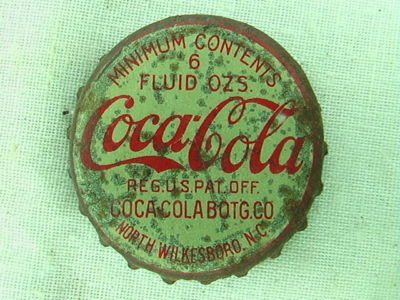 MINIMUM CONTENTS
6
FLUID OZS.
Coca-Cola
REG. U.S. PAT. OFF.
COCA-COLA BOTG. CO
NORTH WILKESBORO, N.C.